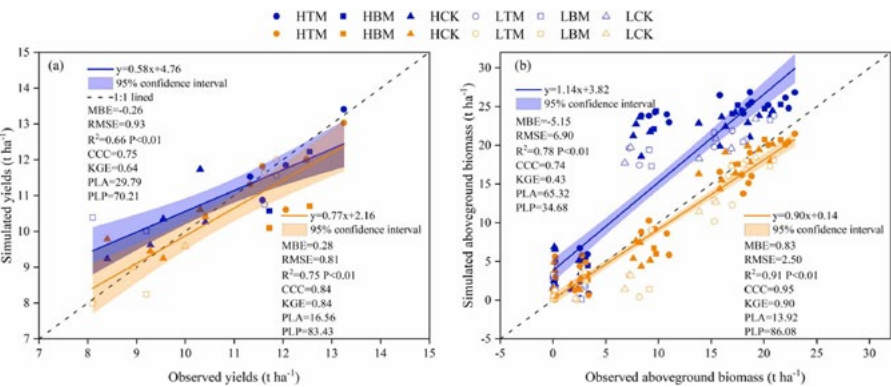 HTM HBM HCK LTM LBM LCK
HTM HBM HCK LTM LBM LCK
(a)
y=0.58x+4.76
95% confidence interval
1:1 lined
MBE=-0.26
RMSE=0.93
R²=0.66 P<0.01
CCC=0.75
KGE=0.64
PLA=29.79
PLP=70.21
y=0.77x+2.16
95% confidence interval
MBE=0.28
RMSE=0.81
R²=0.75 P<0.01
CCC=0.84
KGE=0.84
PLA=16.56
PLP=83.43
Simulated yields (t ha⁻¹)
15
14
13
12
11
10
9
8
7
7 8 9 10 11 12 13 14 15
Observed yields (t ha⁻¹)
(b)
y=1.14x+3.82
95% confidence interval
MBE=-5.15
RMSE=6.90
R²=0.78 P<0.01
CCC=0.74
KGE=0.43
PLA=65.32
PLP=34.68
y=0.90x+0.14
95% confidence interval
MBE=0.83
RMSE=2.50
R²=0.91 P<0.01
CCC=0.95
KGE=0.90
PLA=13.92
PLP=86.08
Simulated aboveground biomass (t ha⁻¹)
30
25
20
15
10
5
0
-5
-5 0 5 10 15 20 25 30
Observed aboveground biomass (t ha⁻¹)